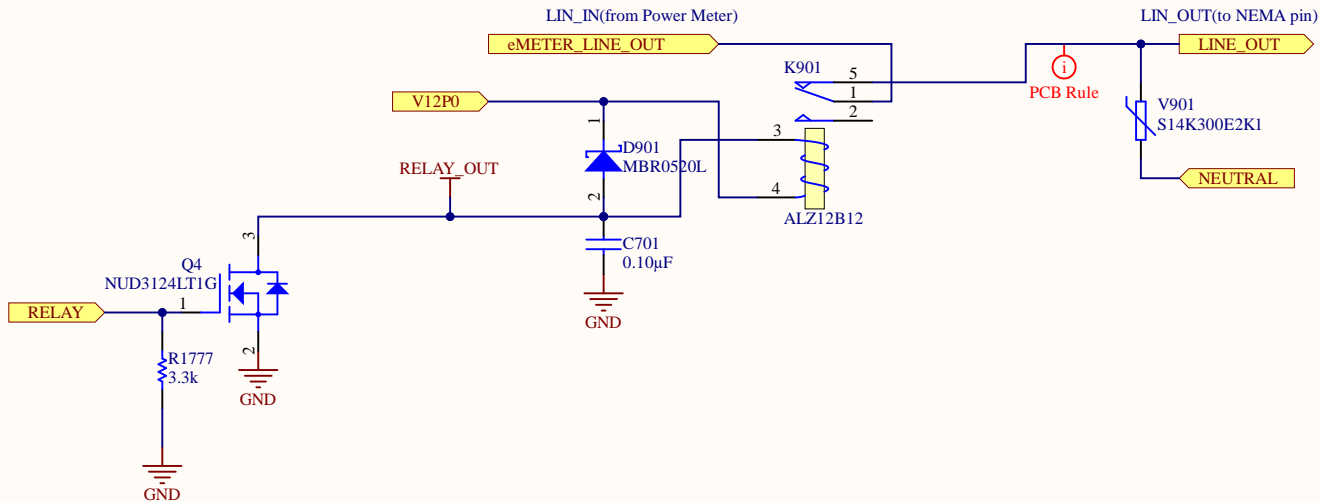 LIN_IN(from Power Meter)
LIN_OUT(to NEMA pin)
eMETER_LINE_OUT
LINE_OUT
K901
5
1
2
PCB Rule
V901
S14K300E2K1
V12P0
1
D901
MBR0520L
2
3
4
ALZ12B12
NEUTRAL
RELAY_OUT
C701
0.10µF
GND
3
Q4
NUD3124LT1G
1
2
RELAY
R1777
3.3k
GND
GND